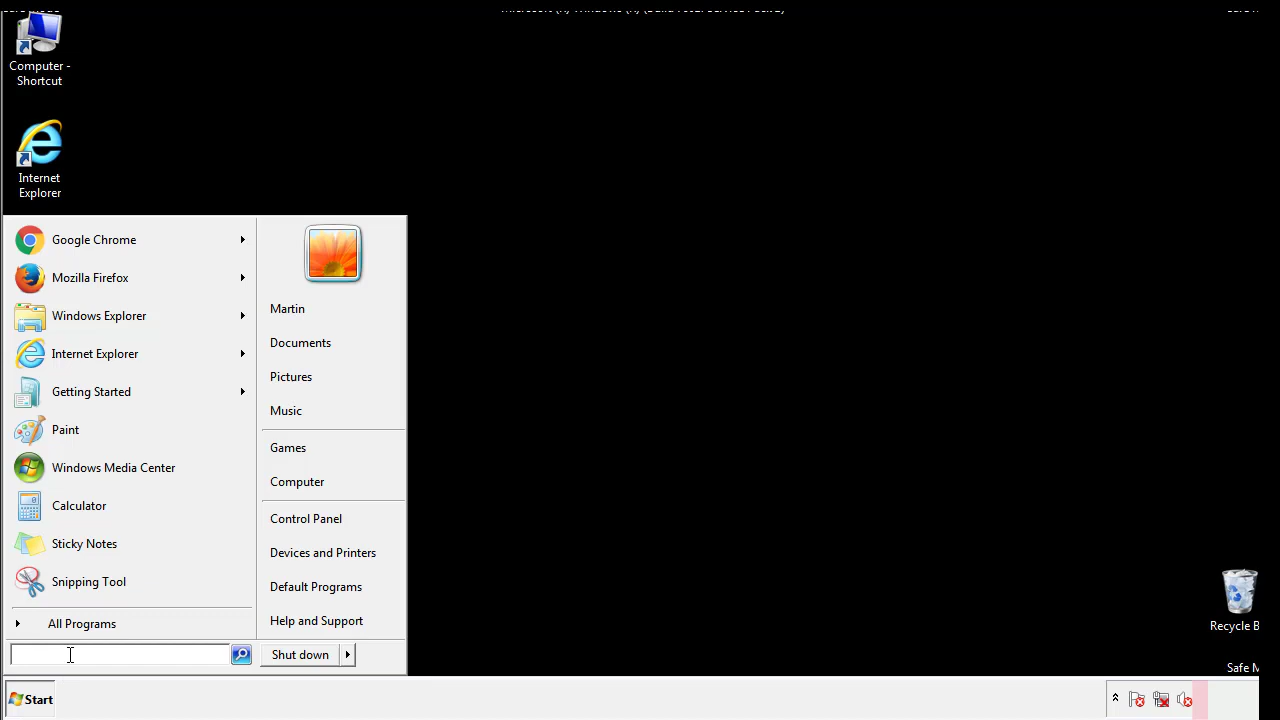 Computer -
Shortcut
Internet
Explorer
Google Chrome
Mozilla Firefox
Windows Explorer
Internet Explorer
Getting Started
Paint
Windows Media Center
Calculator
Sticky Notes
Snipping Tool
All Programs
Martin
Documents
Pictures
Music
Games
Computer
Control Panel
Devices and Printers
Default Programs
Help and Support
Shut down
Recycle B
Safe M
Start